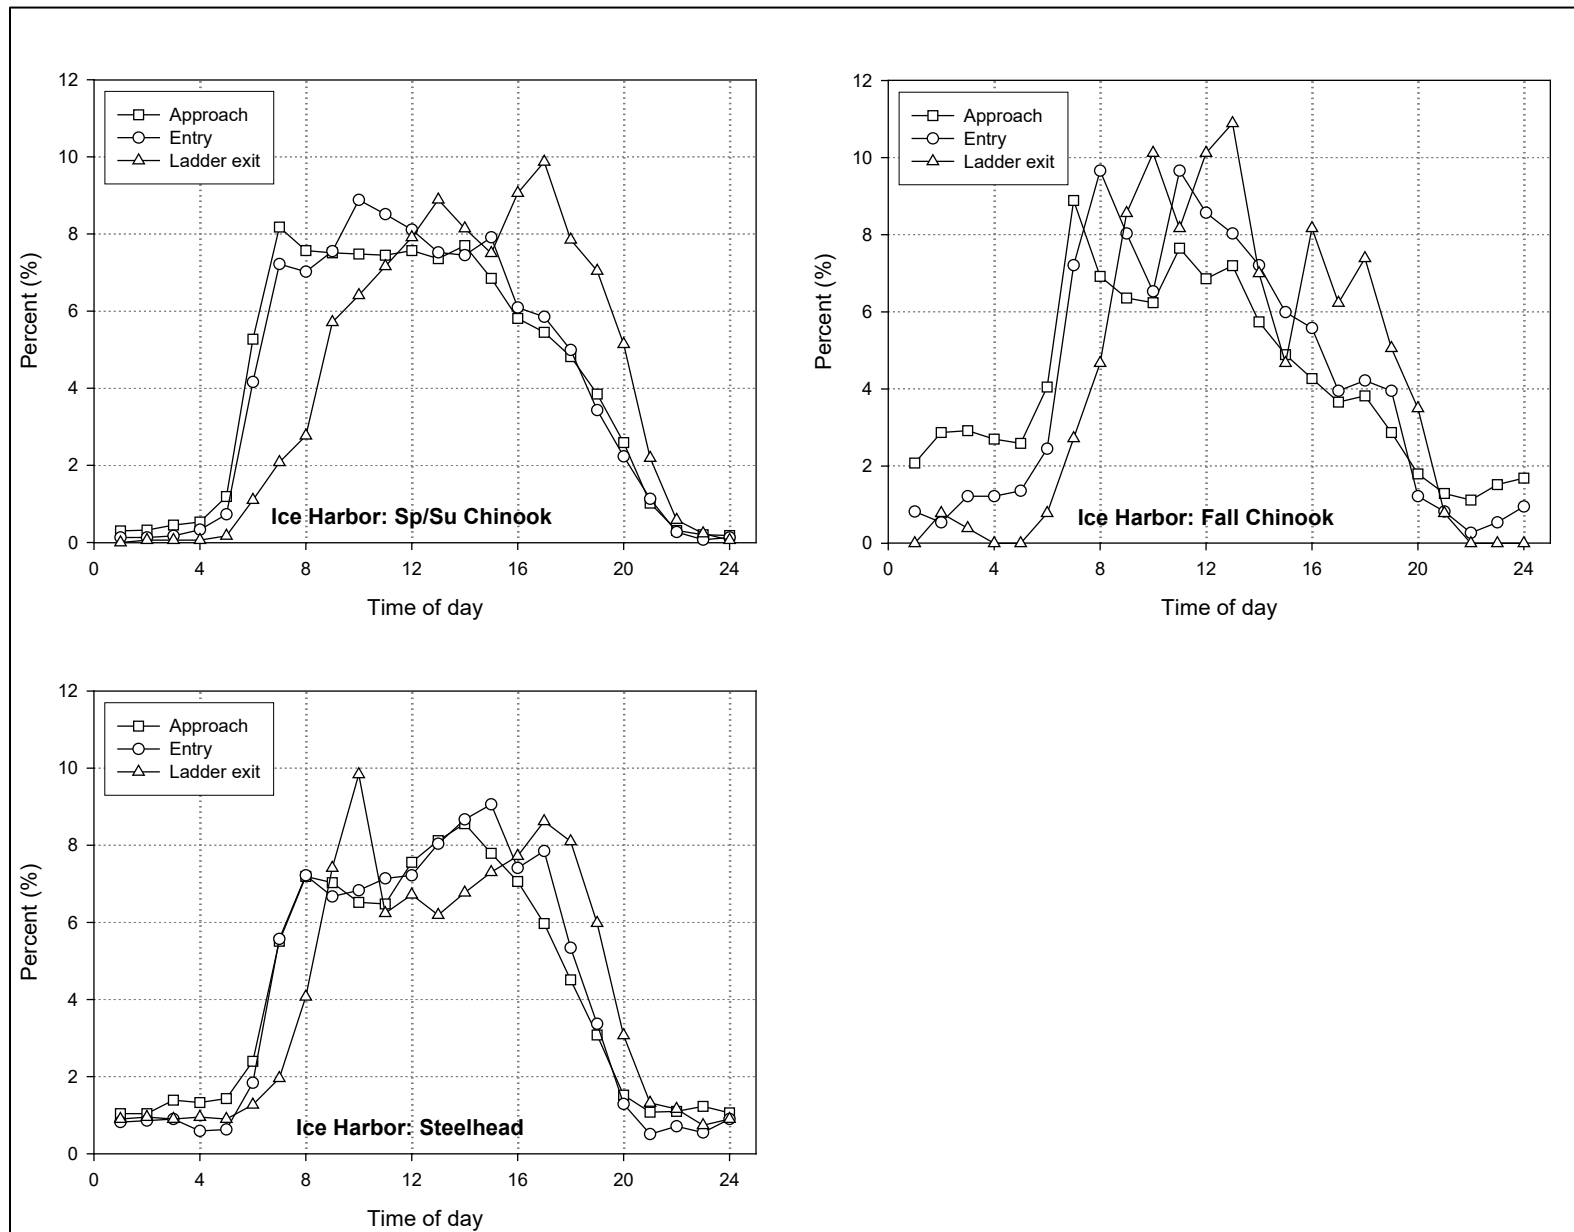 12
10
8
6
4
2
0
Percent (%)
Approach
Entry
Ladder exit
Ice Harbor: Sp/Su Chinook
0 4 8 12 16 20 24
Time of day
12
10
8
6
4
2
0
Percent (%)
Approach
Entry
Ladder exit
Ice Harbor: Fall Chinook
0 4 8 12 16 20 24
Time of day
12
10
8
6
4
2
0
Percent (%)
Approach
Entry
Ladder exit
Ice Harbor: Steelhead
0 4 8 12 16 20 24
Time of day